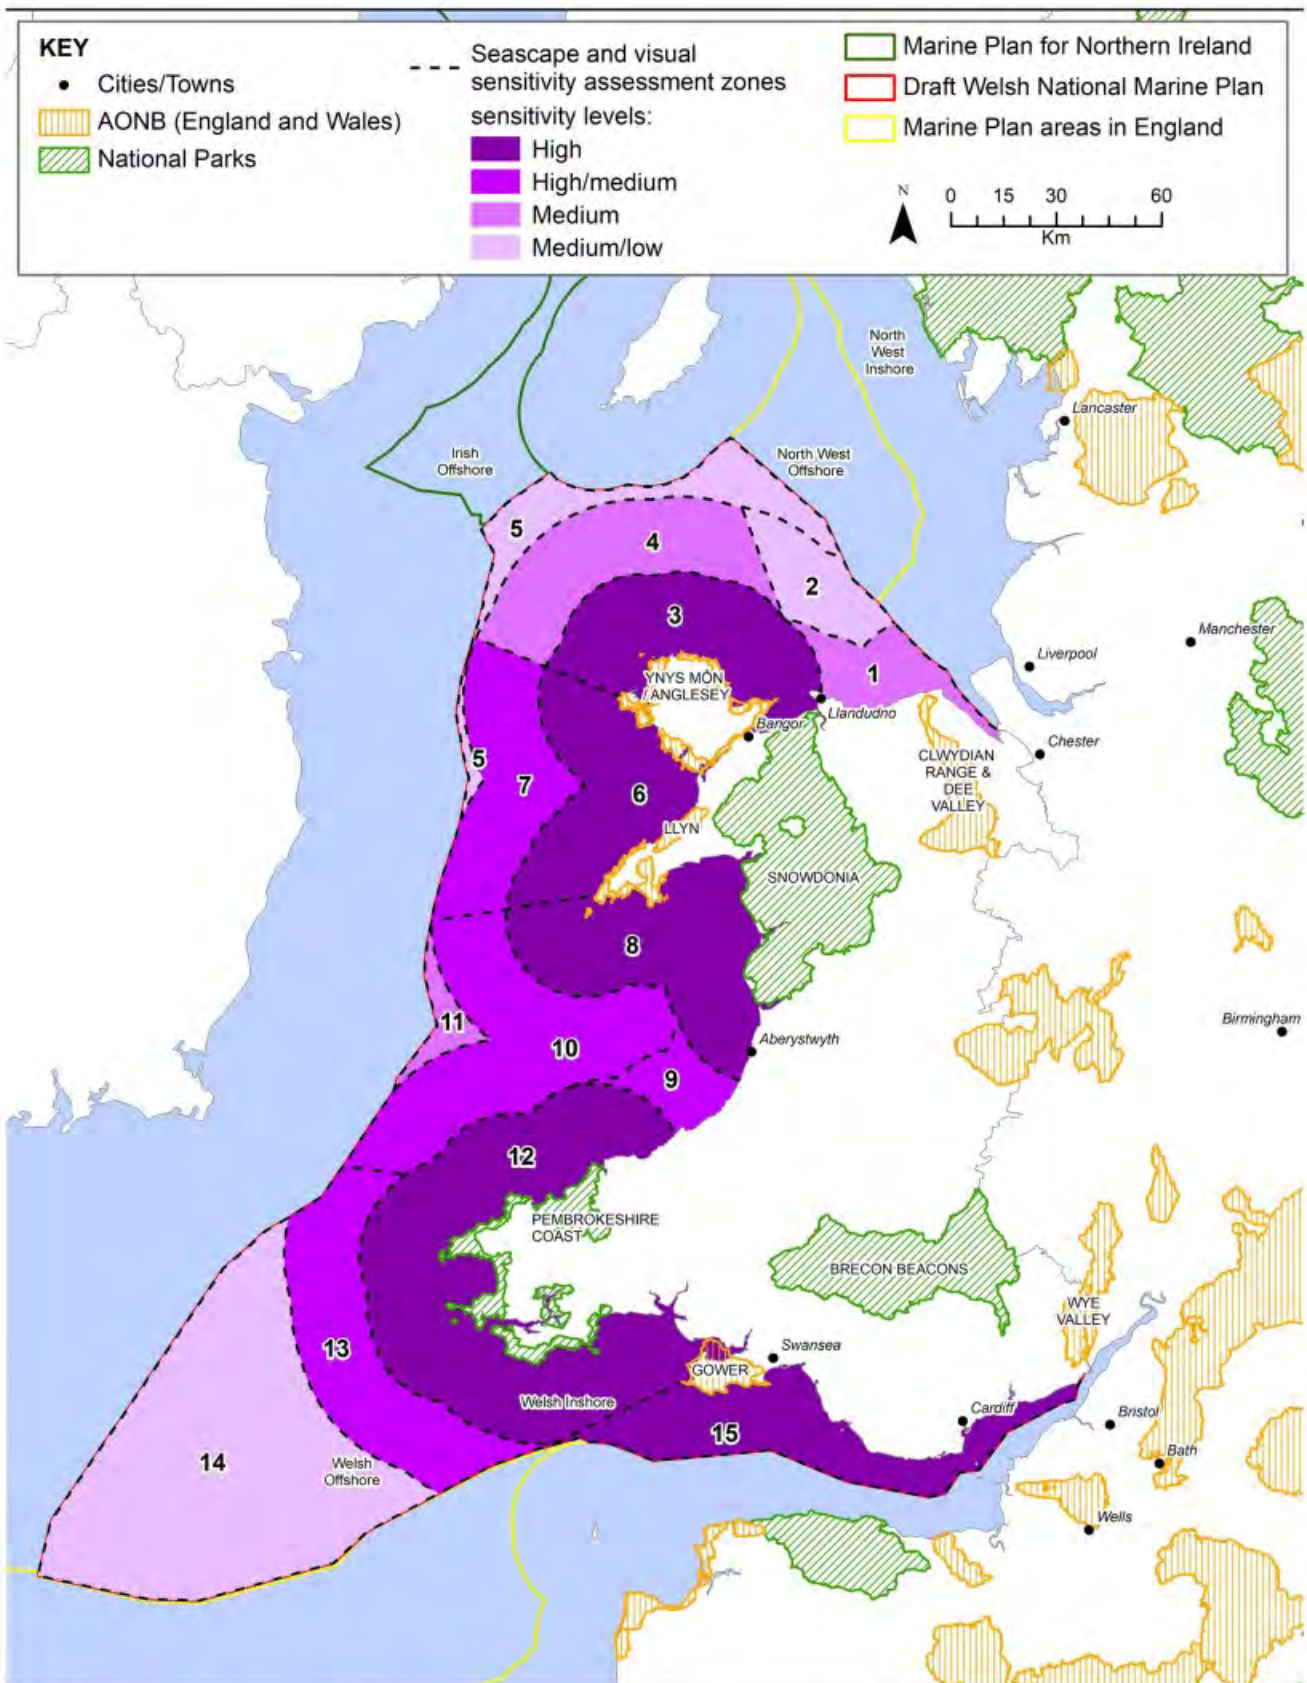 KEY
Cities/Towns
AONB (England and Wales)
National Parks
Seascape and visual
sensitivity assessment zones
sensitivity levels:
High
High/medium
Medium
Medium/low
Marine Plan for Northern Ireland
Draft Welsh National Marine Plan
Marine Plan areas in England
N
0 15 30 60
Km
North
West
Inshore
Lancaster
Irish
Offshore
North West
Offshore
5
4
2
3
Manchester
Liverpool
1
YNYS MÔN
/ ANGLESEY
Llandudno
Bangor
Chester
5
7
6
CLWYDIAN
RANGE &
DEE
VALLEY
LLYN
SNOWDONIA
8
11
10
Birmingham
Aberystwyth
9
12
PEMBROKESHIRE
COAST
BRECON BEACONS
WYE
VALLEY
13
Swansea
GOWER
Welsh Inshore
15
Cardiff
Bristol
Bath
14
Welsh
Offshore
Wells